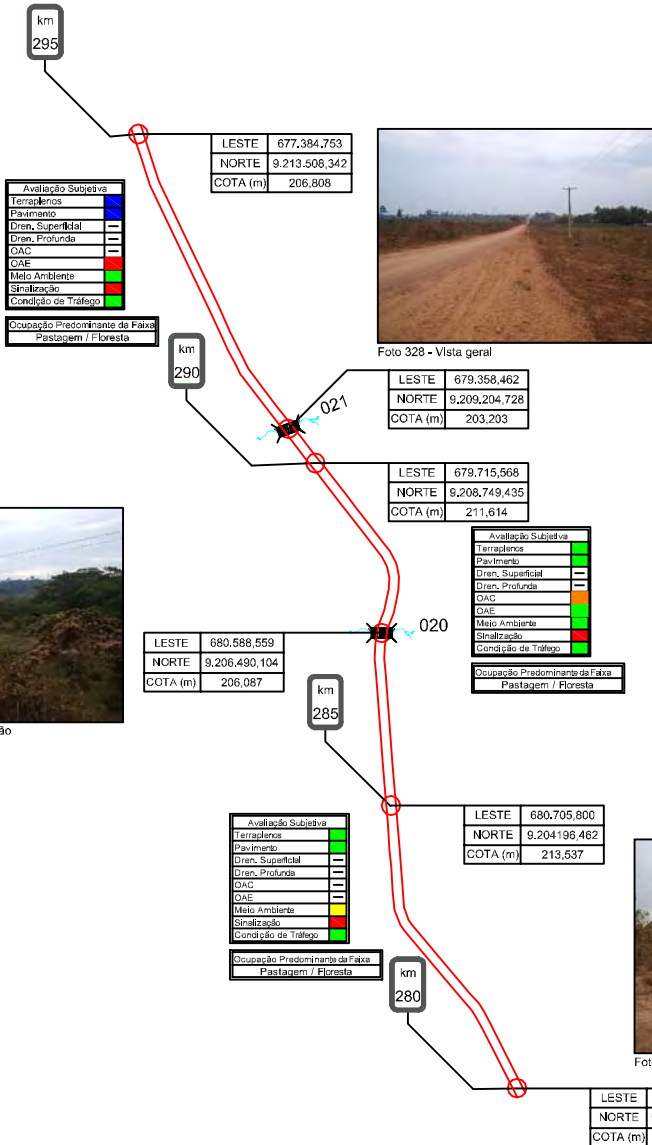 km
295
LESTE 677.384.753
NORTE 9.213.508,342
COTA (m) 206,808
Avaliação Subjetiva
Terraplenos
Pavimento
Dren. Superficial
Dren. Profunda
OAC
OAE
Meio Ambiente
Sinalização
Condição de Tráfego
Ocupação Predominante da Faixa
Pastagem / Floresta
Foto 328 - Vista geral
km
290
021
LESTE 679.358,462
NORTE 9.209.204,728
COTA (m) 203,203
LESTE 679.715,568
NORTE 9.208.749,435
COTA (m) 211,614
Avaliação Subjetiva
Terraplenos
Pavimento
Dren. Superficial
Dren. Profunda
OAC
OAE
Meio Ambiente
Sinalização
Condição de Tráfego
Ocupação Predominante da Faixa
Pastagem / Floresta
020
LESTE 680.588,559
NORTE 9.206.490,104
COTA (m) 206,087
ão
km
285
LESTE 680.705,800
NORTE 9.204196,462
COTA (m) 213,537
Avaliação Subjetiva
Terraplenos
Pavimento
Dren. Superficial
Dren. Profunda
OAC
OAE
Meio Ambiente
Sinalização
Condição de Tráfego
Ocupação Predominante da Faixa
Pastagem / Floresta
km
280
Foto
LESTE
NORTE
COTA (m)